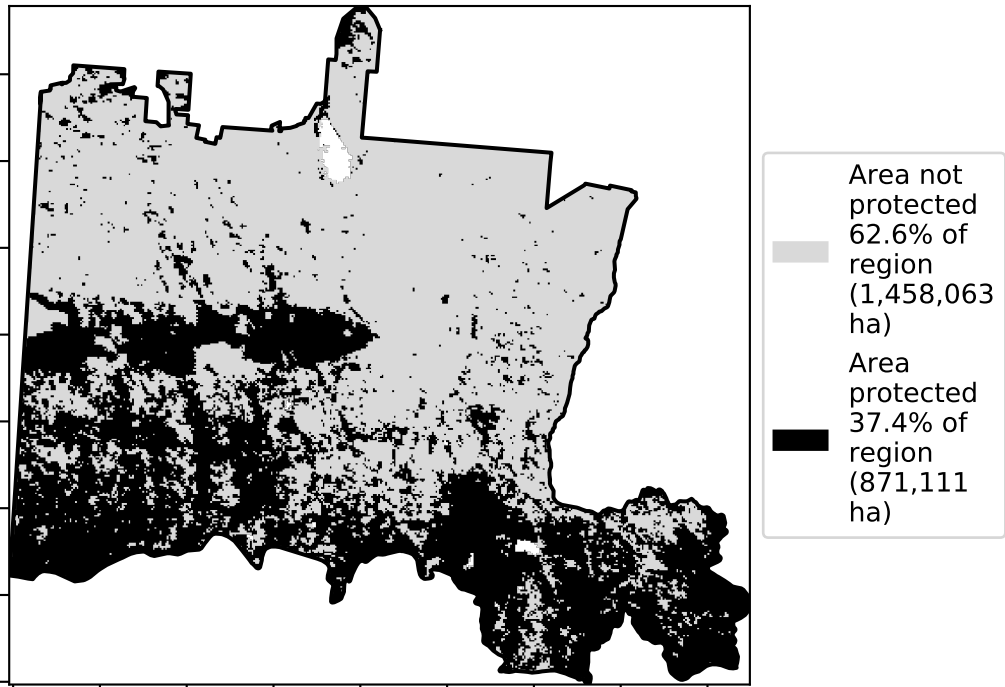 Area not
protected
62.6% of
region
(1,458,063
ha)
Area
protected
37.4% of
region
(871,111
ha)